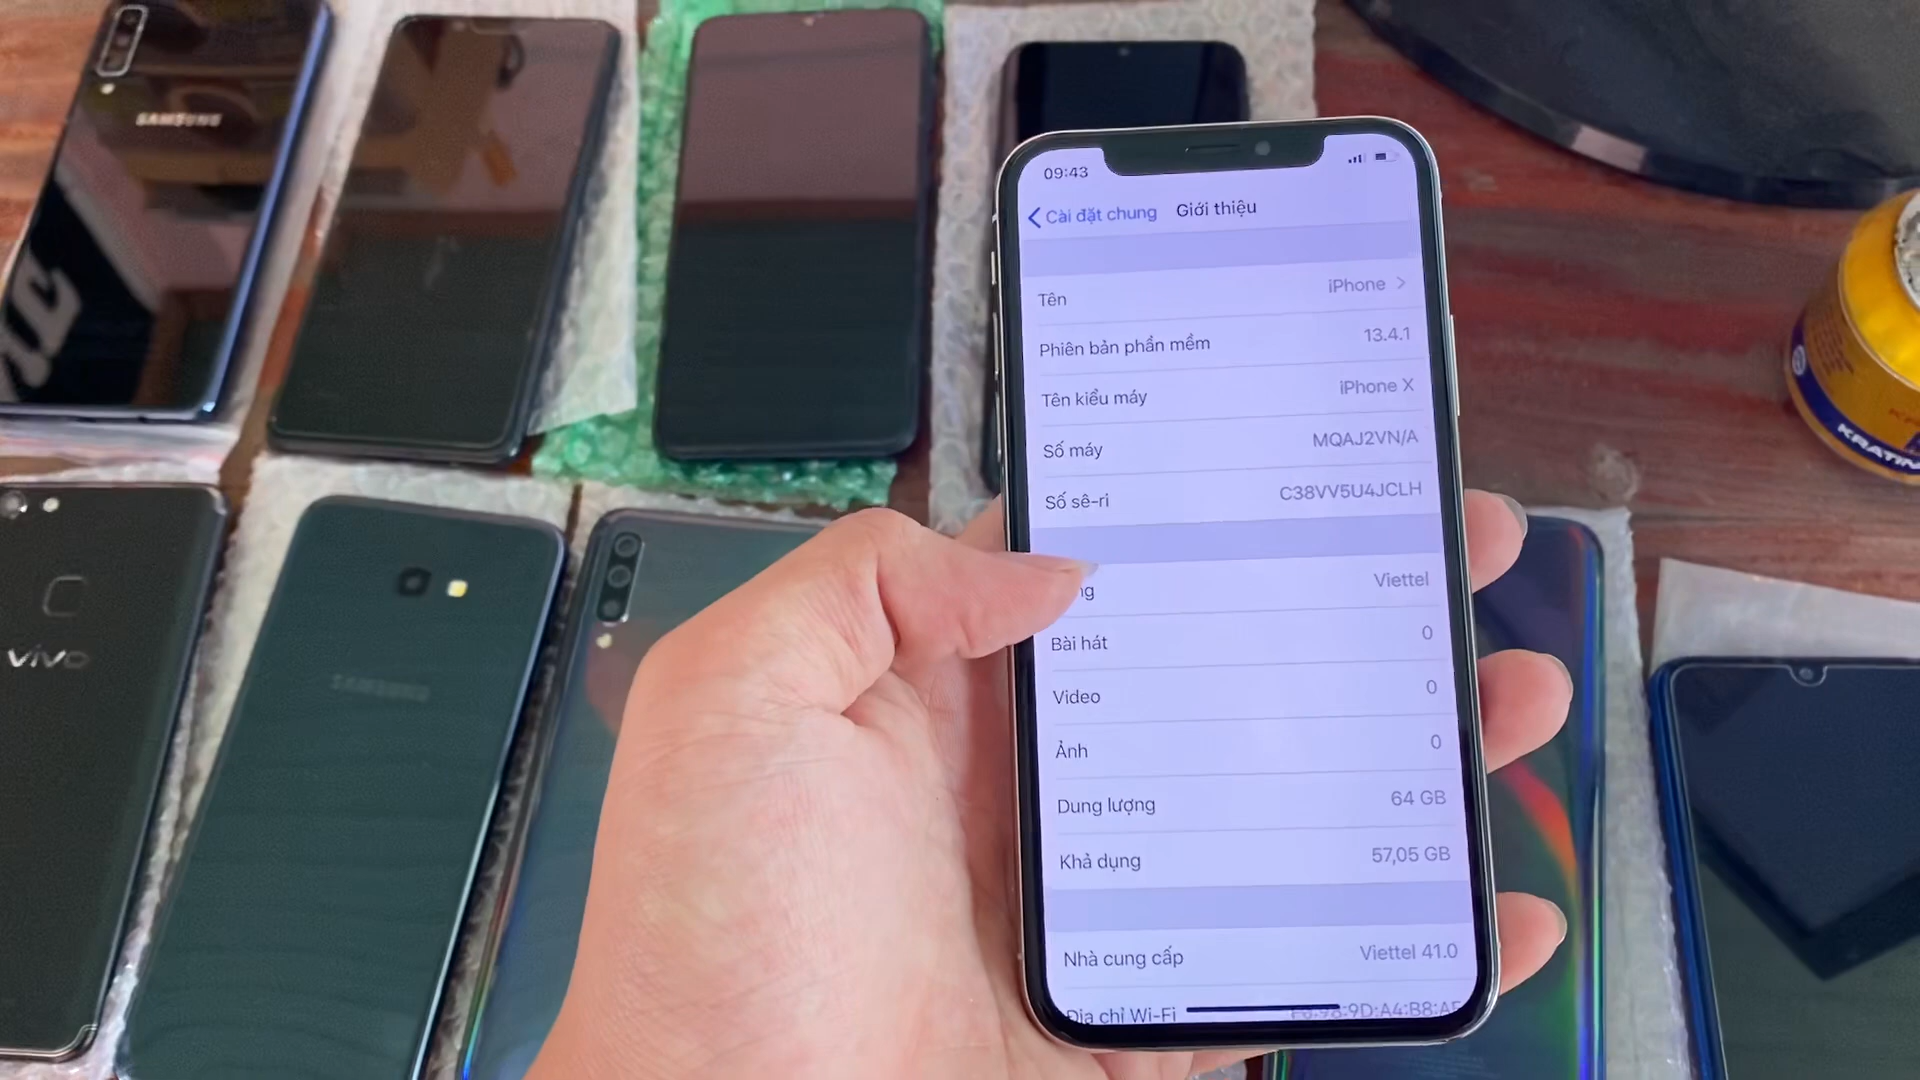 SAMSUNG
09:43
Cài đặt chung Giới thiệu
Tên iPhone
Phiên bản phần mềm 13.4.1
Tên kiểu máy iPhone X
Số máy MQAJ2VN/A
Số sê-ri C38VV5U4JCLH
Viettel
Bài hát 0
Video 0
Ảnh 0
Dung lượng 64 GB
Khả dụng 57,05 GB
Nhà cung cấp Viettel 41.0
Địa chỉ Wi-Fi
vivo
SAMSUNG